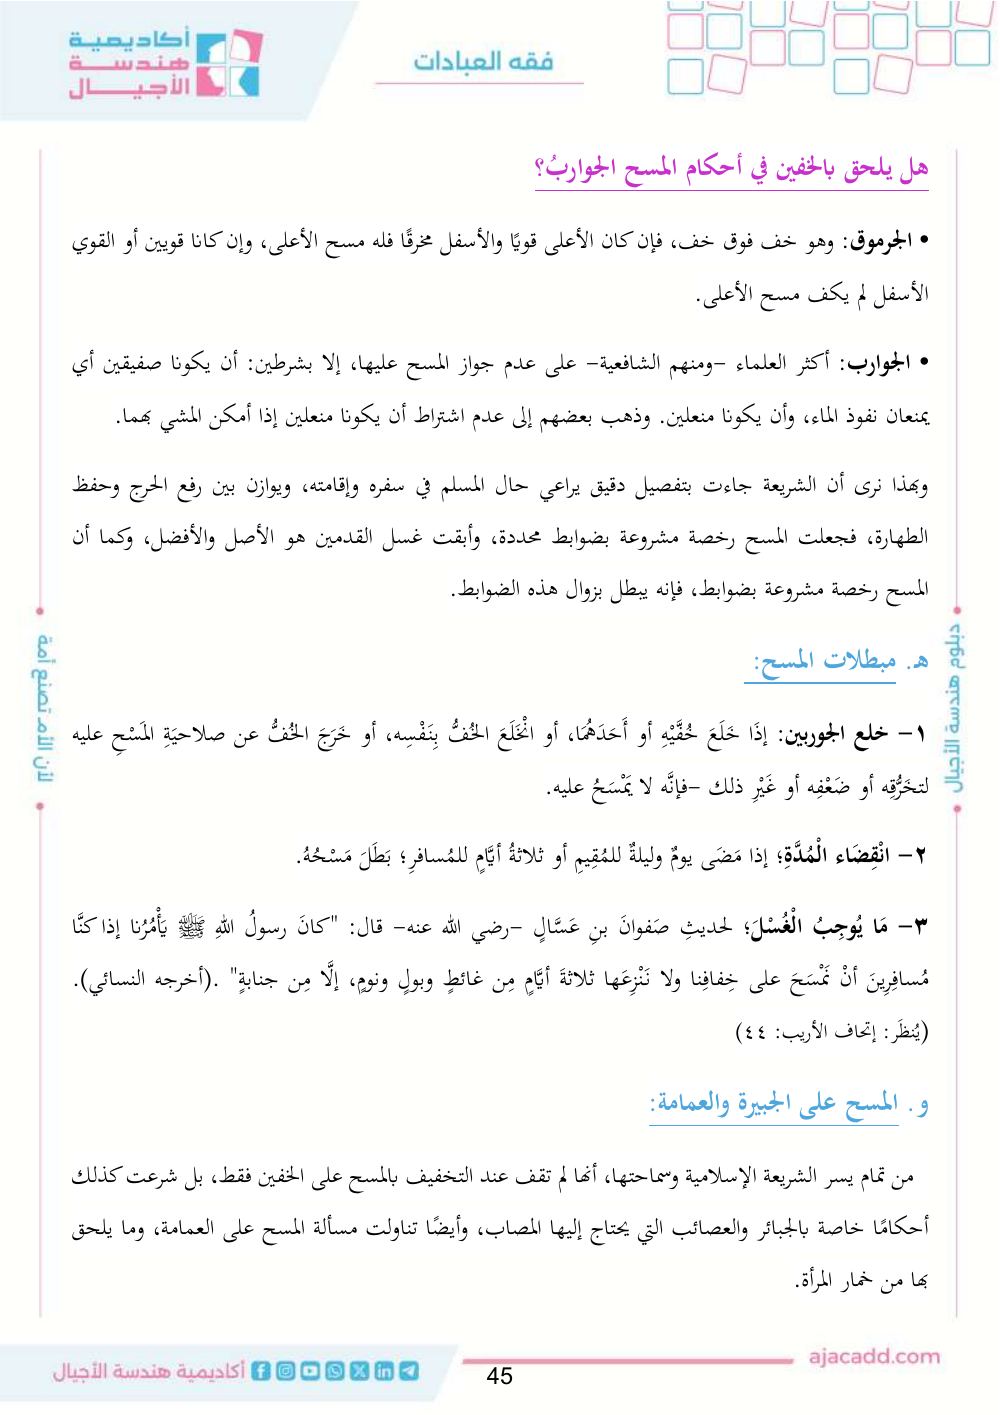 أكاديمية
هندسة
الأجيال
فقه العبادات
هل يلحق بالخفين في أحكام المسح الجواربُ؟
• الجرموق: وهو خف فوق خف، فإن كان الأعلى قويًا والأسفل مخرقًا فله مسح الأعلى، وإن كانا قويين أو القوي
الأسفل لم يكف مسح الأعلى.
• الجوارب: أكثر العلماء -ومنهم الشافعية- على عدم جواز المسح عليها، إلا بشرطين: أن يكونا صفيقين أي
يمنعان نفوذ الماء، وأن يكونا منعلين. وذهب بعضهم إلى عدم اشتراط أن يكونا منعلين إذا أمكن المشي بهما.
وبهذا نرى أن الشريعة جاءت بتفصيل دقيق يراعي حال المسلم في سفره وإقامته، ويوازن بين رفع الحرج وحفظ
الطهارة، فجعلت المسح رخصة مشروعة بضوابط محددة، وأبقت غسل القدمين هو الأصل والأفضل، وكما أن
المسح رخصة مشروعة بضوابط، فإنه يبطل بزوال هذه الضوابط.
هـ. مبطلات المسح:
١- خلع الجوربين: إذَا خَلَعَ خُفَّيْهِ أو أَحَدَهُمَا، أو انْخَلَعَ الخُفُّ بِنَفْسِه، أو خَرَجَ الخُفُّ عن صلاحيَةِ المَسْحِ عليه
لتخَرُّقِه أو ضَعْفِه أو غَيْرِ ذلك -فإنَّه لا يَمْسَحُ عليه.
٢- انْقِضَاء الْمُدَّةِ؛ إذا مَضَى يومٌ وليلةٌ للمُقِيمِ أو ثلاثةُ أيَّامٍ للمُسافرِ؛ بَطَلَ مَسْحُهُ.
٣- مَا يُوجِبُ الْغُسْلَ؛ لحديثِ صَفوانَ بنِ عَسَّالٍ -رضي الله عنه- قال: "كانَ رسولُ اللهِ ﷺ يَأْمُرُنا إذا كنَّا
مُسافِرِينَ أنْ نَمْسَحَ على خِفافِنا ولا نَنْزِعَها ثلاثةَ أيَّامٍ مِن غائطٍ وبولٍ ونومٍ، إلَّا مِن جنابةٍ" .(أخرجه النسائي).
(يُنظَر: إتحاف الأريب: ٤٤)
و. المسح على الجبيرة والعمامة:
من تمام يسر الشريعة الإسلامية وسماحتها، أنها لم تقف عند التخفيف بالمسح على الخفين فقط، بل شرعت كذلك
أحكامًا خاصة بالجبائر والعصائب التي يحتاج إليها المصاب، وأيضًا تناولت مسألة المسح على العمامة، وما يلحق
بها من خمار المرأة.
دبلوم هندسة الأجيال
لأن الأم تصنع أمة
أكاديمية هندسة الأجيال
45
ajacadd.com